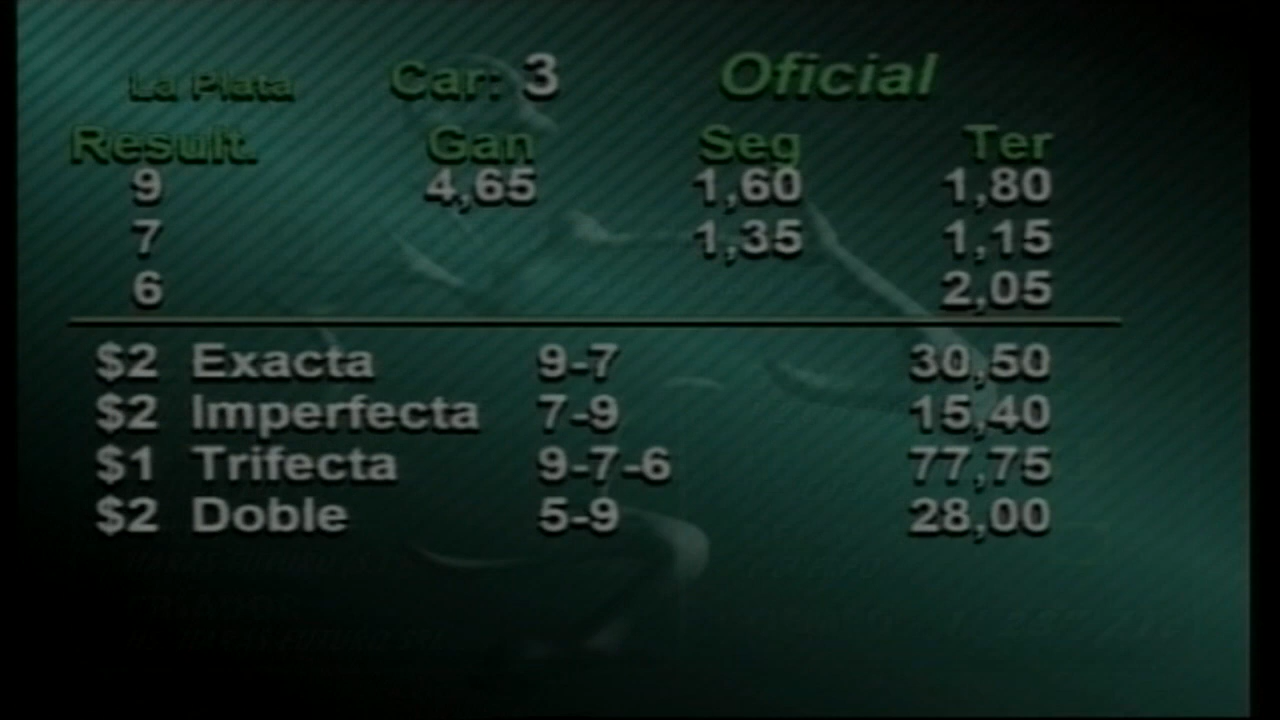 La Plata Car: 3 Oficial
Result. Gan Seg Ter
9 4,65 1,60 1,80
7 1,35 1,15
6 2,05
$2 Exacta 9-7 30,50
$2 Imperfecta 7-9 15,40
$1 Trifecta 9-7-6 77,75
$2 Doble 5-9 28,00